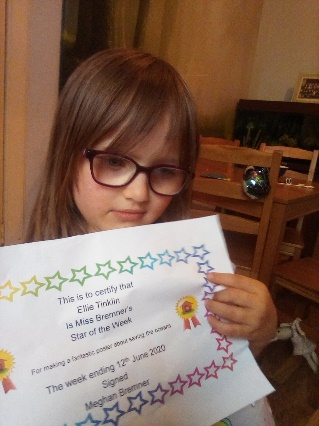 This is to certify that
Ellie Tinklin
Is Miss Bremner's
Star of the Week
For making a fantastic poster about saving the oceans
The week ending 12th June 2020
Signed
Meghan Bremner